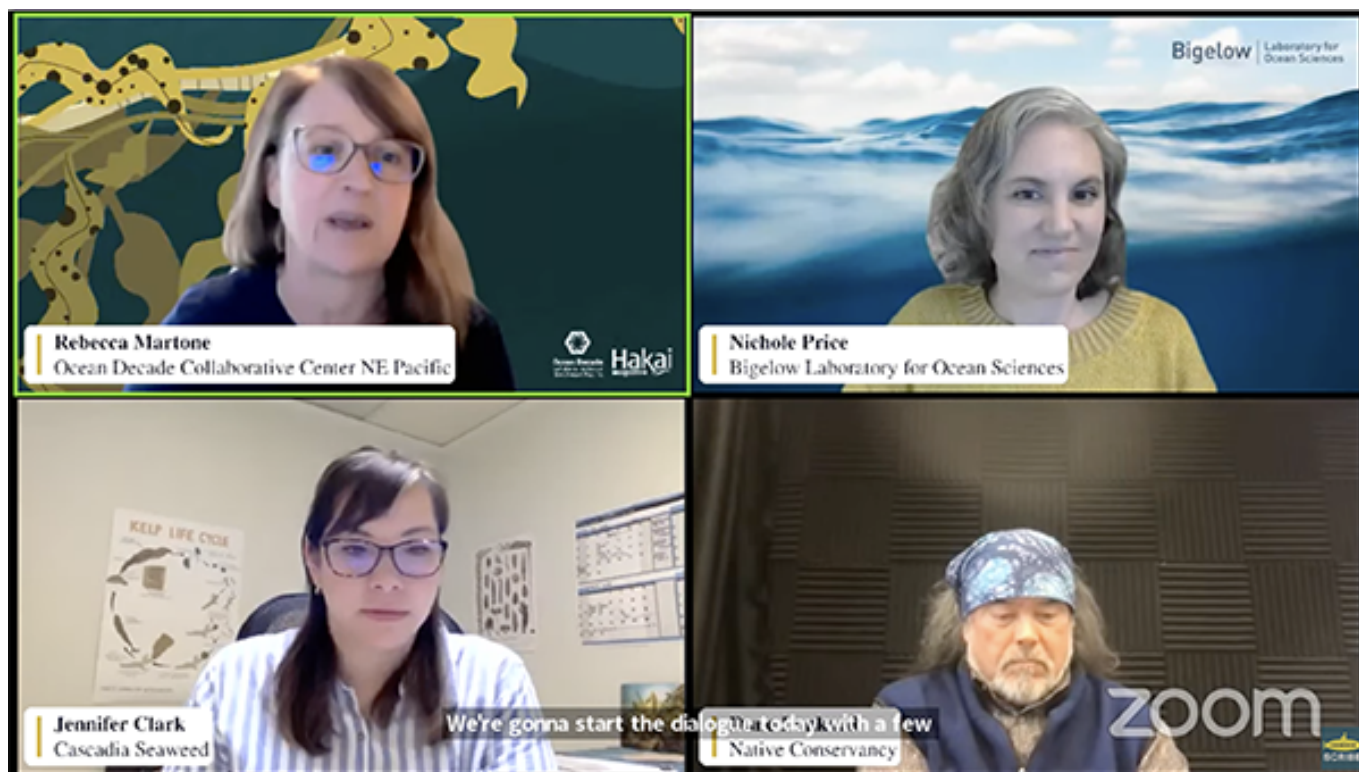 Bigelow | Laboratory for
Ocean Sciences
Rebecca Martone
Ocean Decade Collaborative Center NE Pacific
Ocean Decade
Hakai
Nichole Price
Bigelow Laboratory for Ocean Sciences
KELP LIFE CYCLE
Jennifer Clark
Cascadia Seaweed
We're gonna start the dialogue today with a few
Native Conservancy
zoom